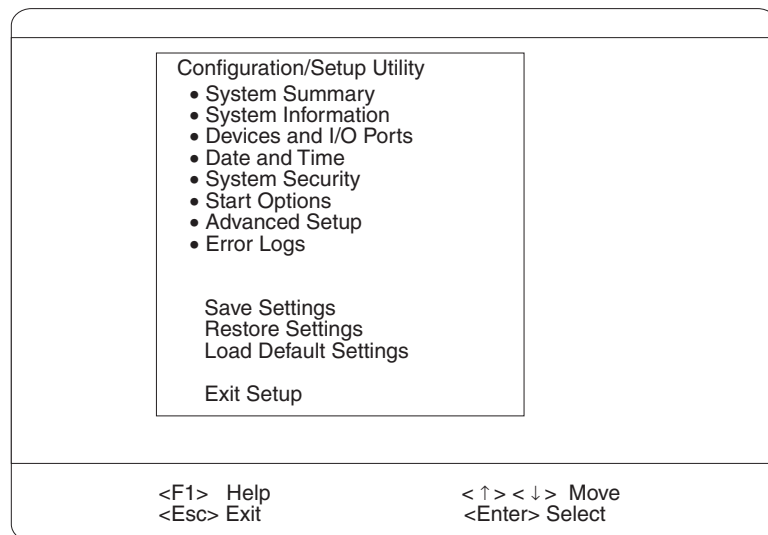 Configuration/Setup Utility
• System Summary
• System Information
• Devices and I/O Ports
• Date and Time
• System Security
• Start Options
• Advanced Setup
• Error Logs
Save Settings
Restore Settings
Load Default Settings
Exit Setup
<F1> Help < ↑ > < ↓ > Move
<Esc> Exit <Enter> Select